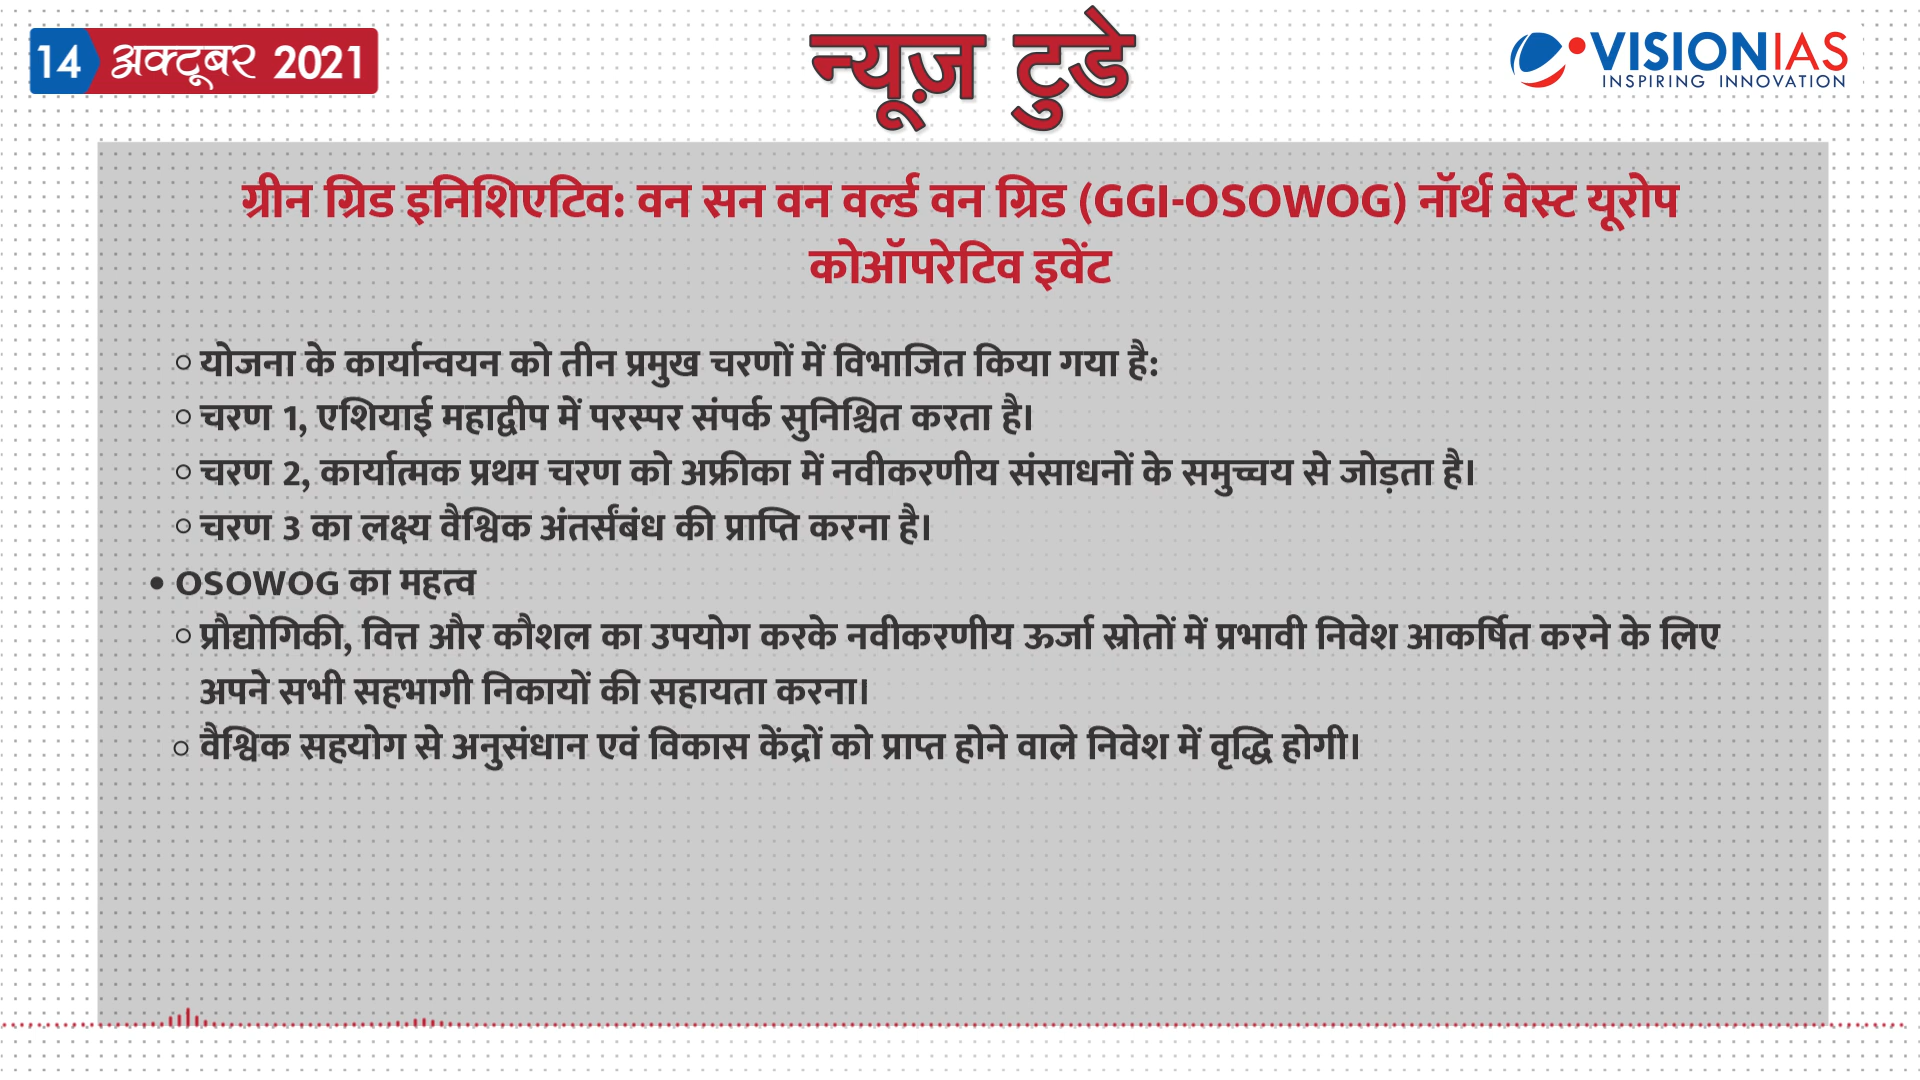 14 अक्टूबर 2021
न्यूज़ टुडे
VISIONIAS
INSPIRING INNOVATION
ग्रीन ग्रिड इनिशिएटिव: वन सन वन वर्ल्ड वन ग्रिड (GGI-OSOWOG) नॉर्थ वेस्ट यूरोप
कोऑपरेटिव इवेंट
○ योजना के कार्यान्वयन को तीन प्रमुख चरणों में विभाजित किया गया है:
○ चरण 1, एशियाई महाद्वीप में परस्पर संपर्क सुनिश्चित करता है।
○ चरण 2, कार्यात्मक प्रथम चरण को अफ्रीका में नवीकरणीय संसाधनों के समुच्चय से जोड़ता है।
○ चरण 3 का लक्ष्य वैश्विक अंतर्संबंध की प्राप्ति करना है।
• OSOWOG का महत्व
○ प्रौद्योगिकी, वित्त और कौशल का उपयोग करके नवीकरणीय ऊर्जा स्रोतों में प्रभावी निवेश आकर्षित करने के लिए
अपने सभी सहभागी निकायों की सहायता करना।
○ वैश्विक सहयोग से अनुसंधान एवं विकास केंद्रों को प्राप्त होने वाले निवेश में वृद्धि होगी।